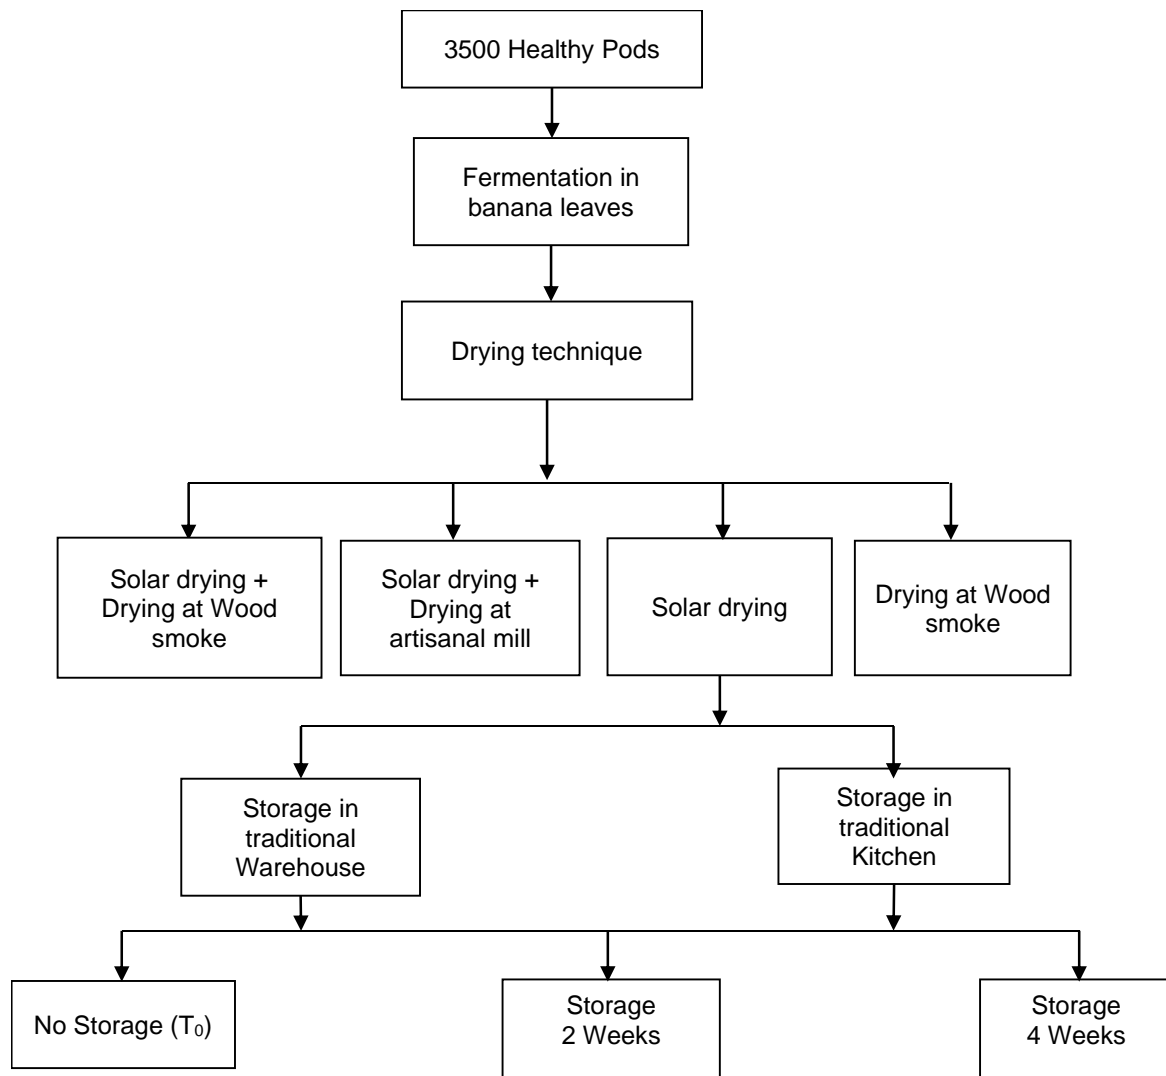 3500 Healthy Pods
Fermentation in
banana leaves
Drying technique
Solar drying +
Drying at Wood
smoke
Solar drying +
Drying at
artisanal mill
Solar drying
Drying at Wood
smoke
Storage in
traditional
Warehouse
Storage in
traditional
Kitchen
No Storage (T₀)
Storage
2 Weeks
Storage
4 Weeks